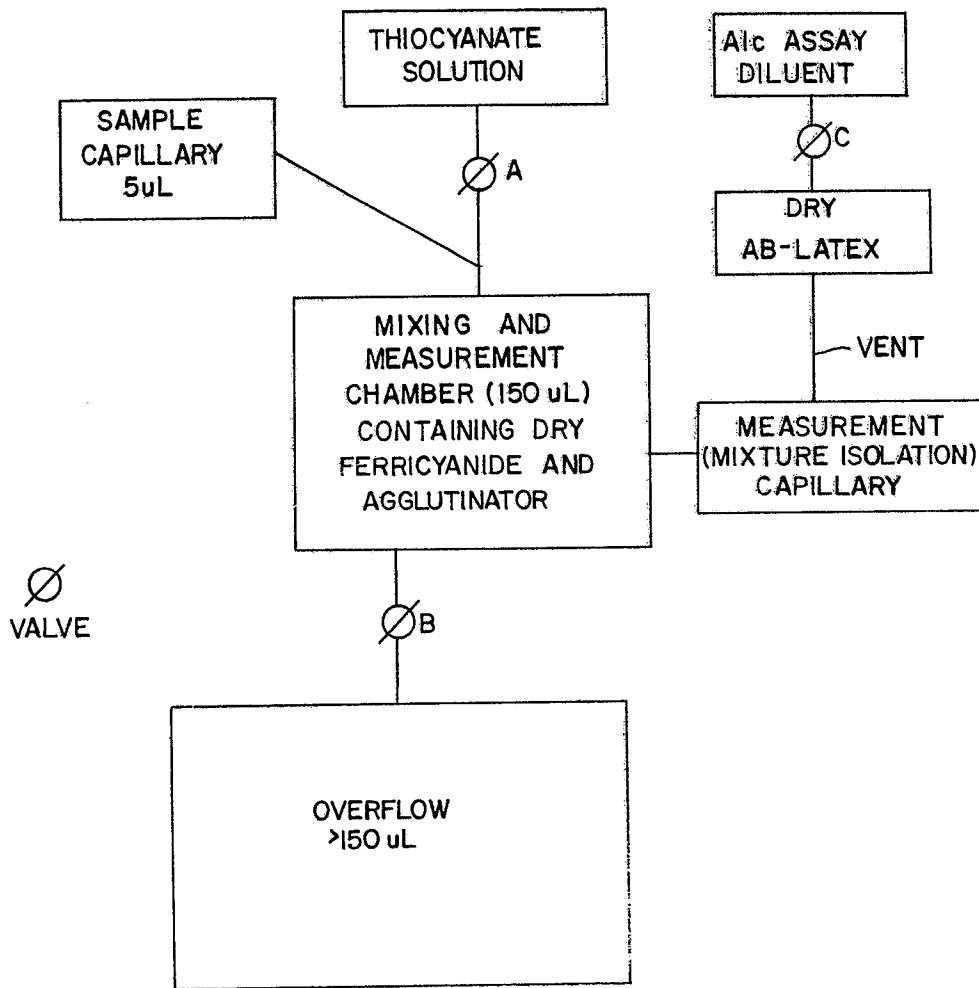 THIOCYANATE
SOLUTION
A1c ASSAY
DILUENT
SAMPLE
CAPILLARY
5uL
A
C
DRY
AB-LATEX
MIXING AND
MEASUREMENT
CHAMBER (150 uL)
CONTAINING DRY
FERRICYANIDE AND
AGGLUTINATOR
VENT
MEASUREMENT
(MIXTURE ISOLATION)
CAPILLARY
VALVE
B
OVERFLOW
>150 uL